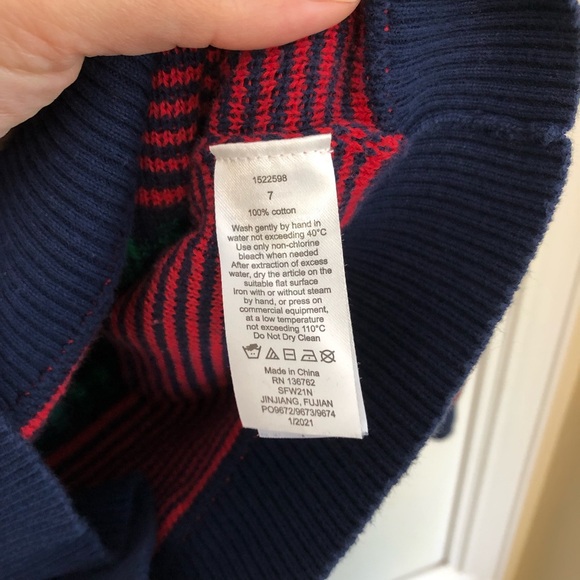 1522598
7
100% cotton
Wash gently by hand in
water not exceeding 40°C
Use only non-chlorine
bleach when needed
After extraction of excess
water, dry the article on the
suitable flat surface
Iron with or without steam
by hand, or press on
commercial equipment,
at a low temperature
not exceeding 110°C
Do Not Dry Clean
Made in China
RN 136762
SFW21N
JINJIANG, FUJIAN
PO9672/9673/9674
1/2021